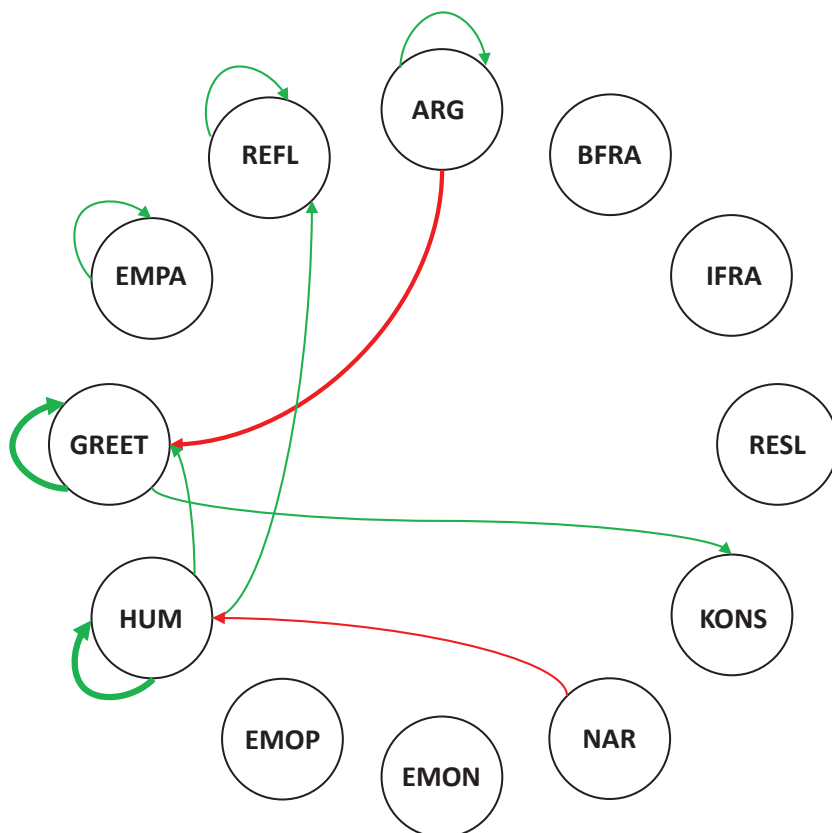 ARG
BFRA
REFL
IFRA
EMPA
GREET
RESL
HUM
KONS
EMOP
NAR
EMON